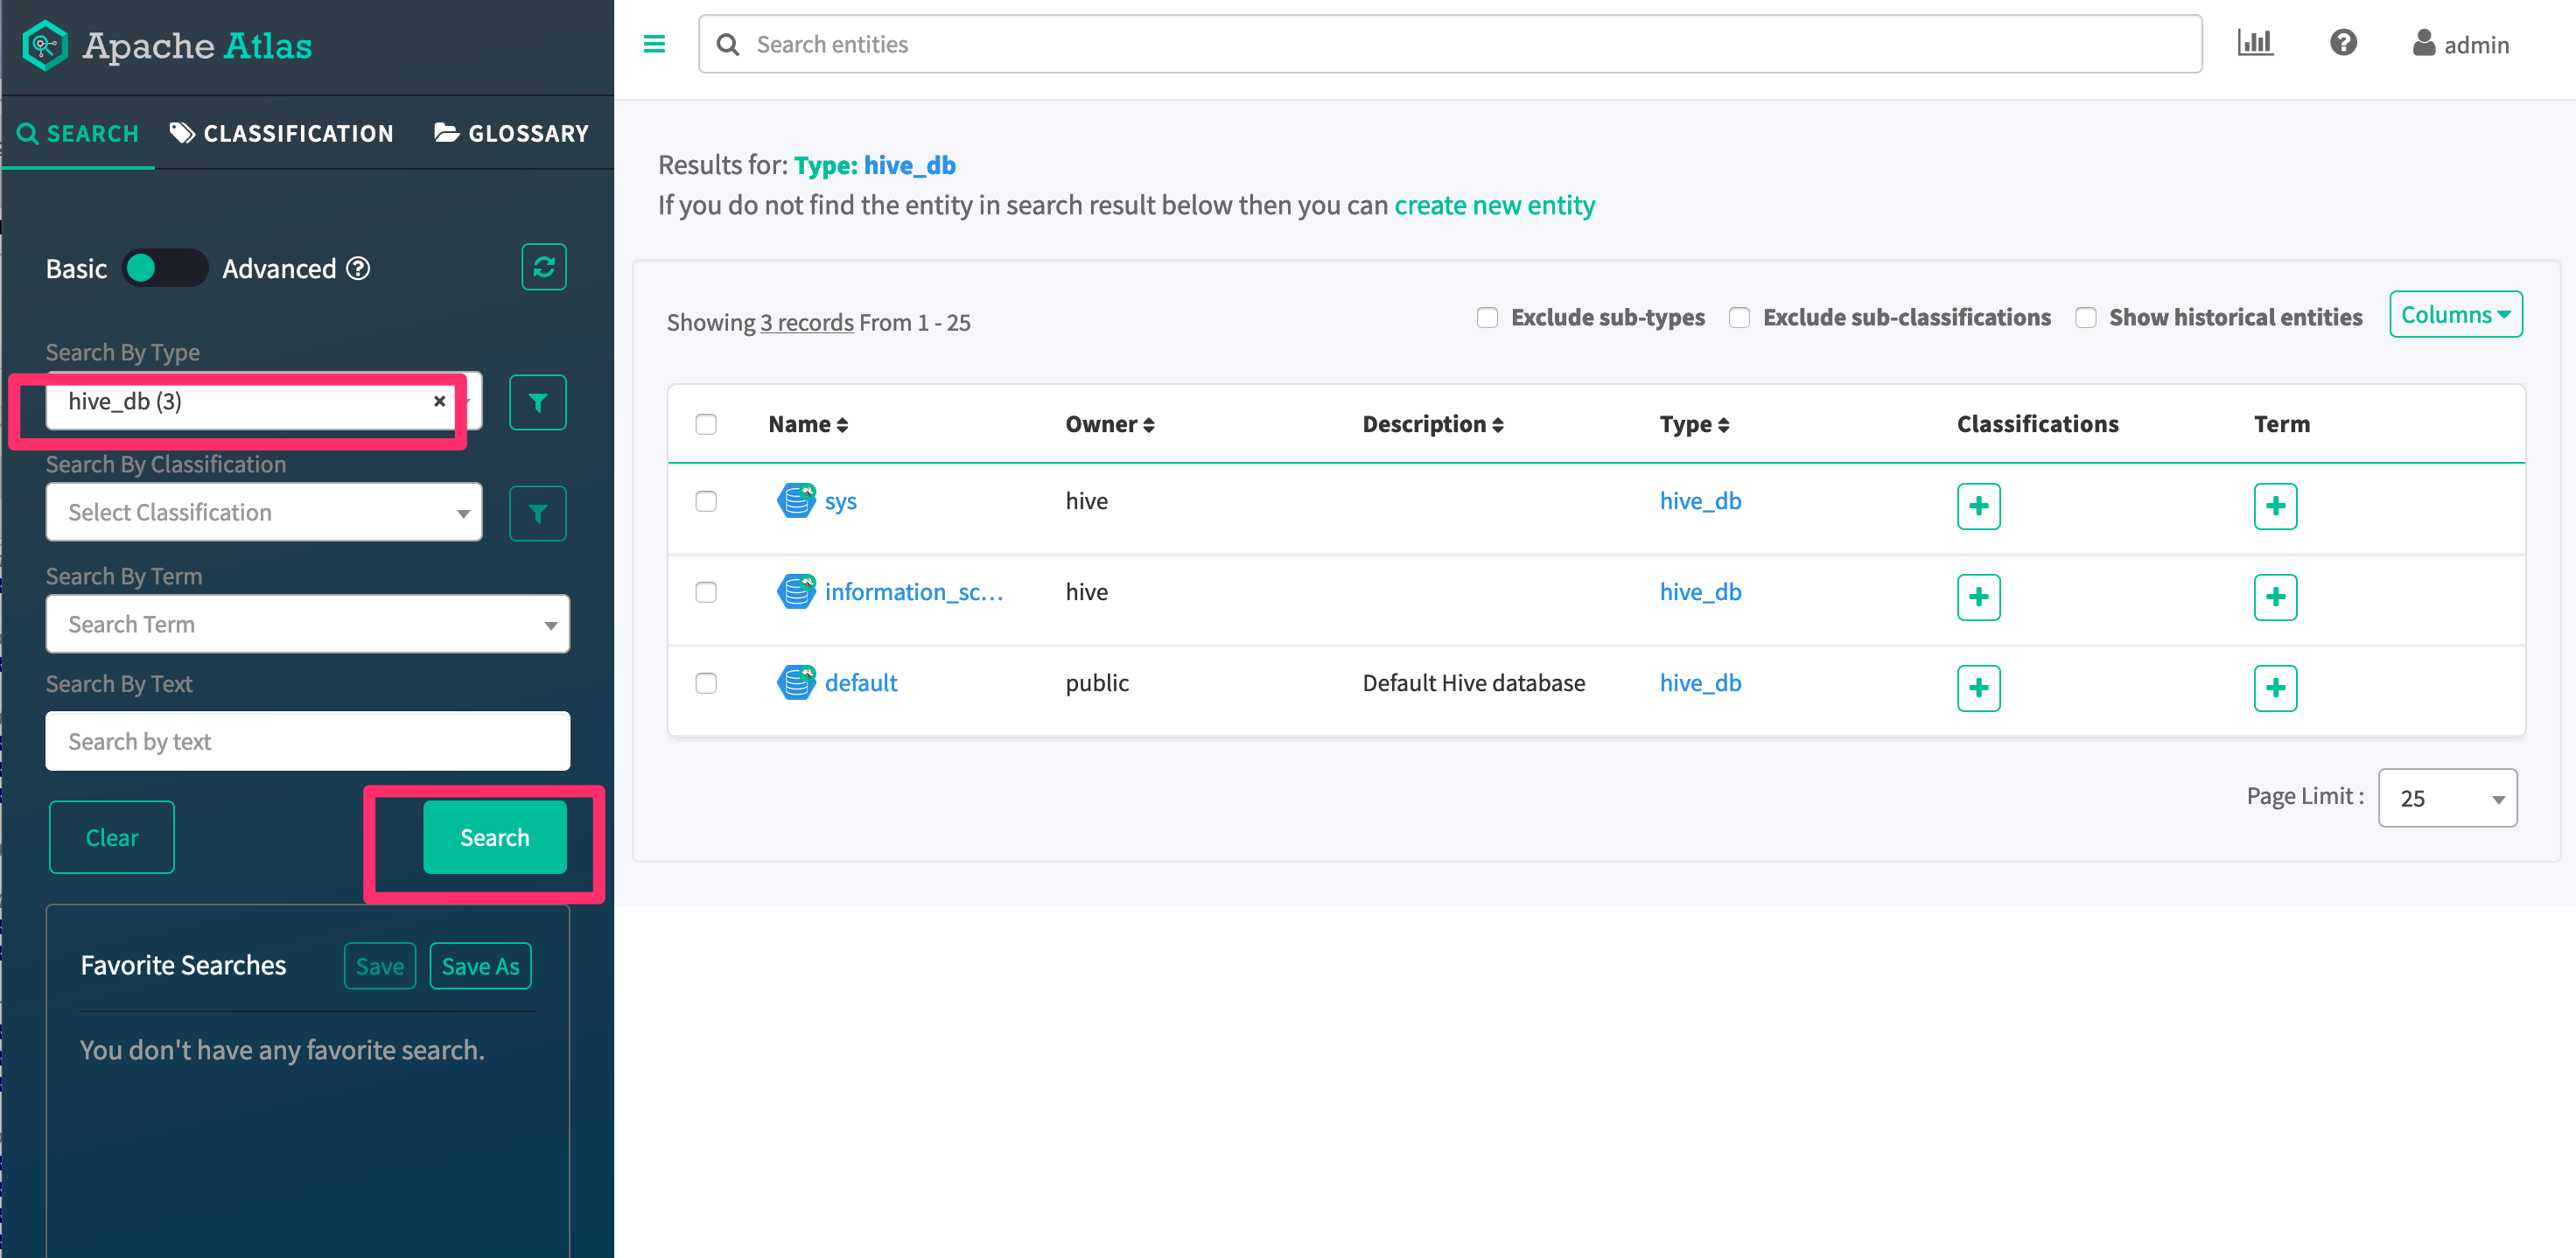 Apache Atlas
SEARCH CLASSIFICATION GLOSSARY
Basic Advanced
Search By Type
hive_db (3) ×
Search By Classification
Select Classification
Search By Term
Search Term
Search By Text
Search by text
Clear Search
Favorite Searches Save Save As
You don't have any favorite search.
Search entities
admin
Results for: Type: hive_db
If you do not find the entity in search result below then you can create new entity
Showing 3 records From 1 - 25
Exclude sub-types Exclude sub-classifications Show historical entities Columns
Name Owner Description Type Classifications Term
sys hive hive_db
information_sc... hive hive_db
default public Default Hive database hive_db
Page Limit : 25